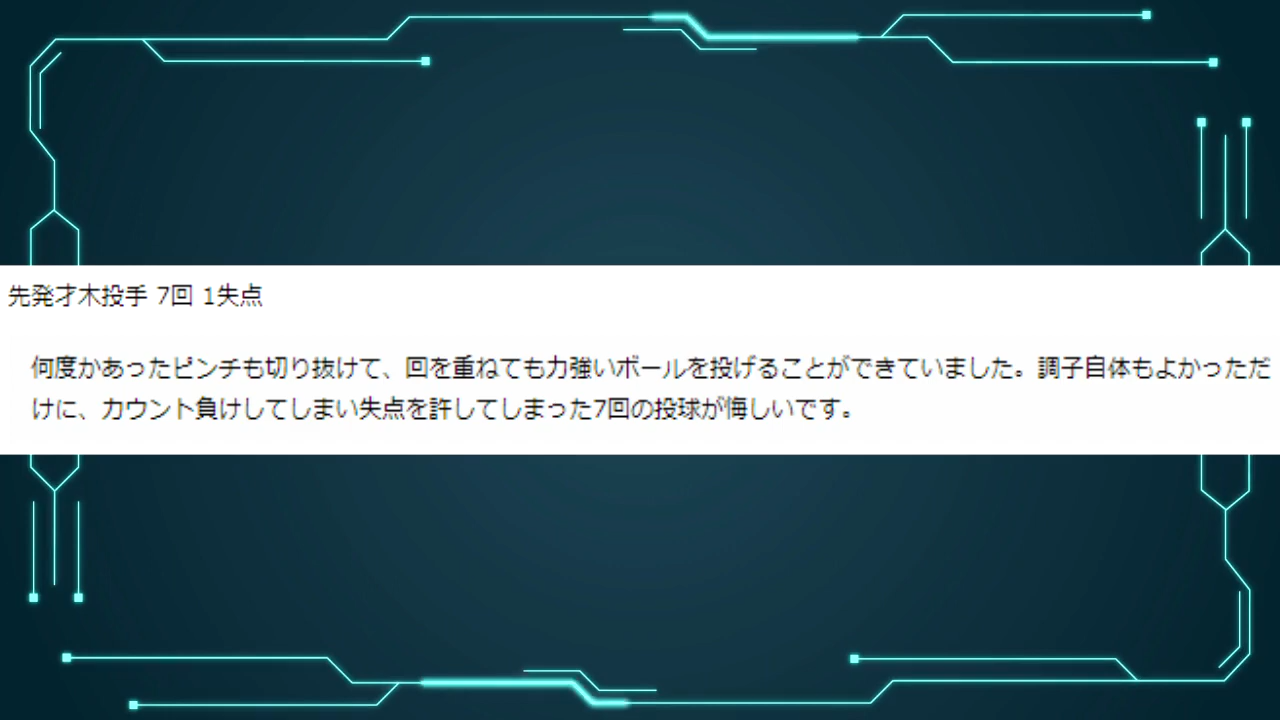 先発才木投手 7回 1失点
何度かあったピンチも切り抜けて、回を重ねても力強いボールを投げることができていました。調子自体もよかっただ
けに、カウント負けしてしまい失点を許してしまった7回の投球が悔しいです。